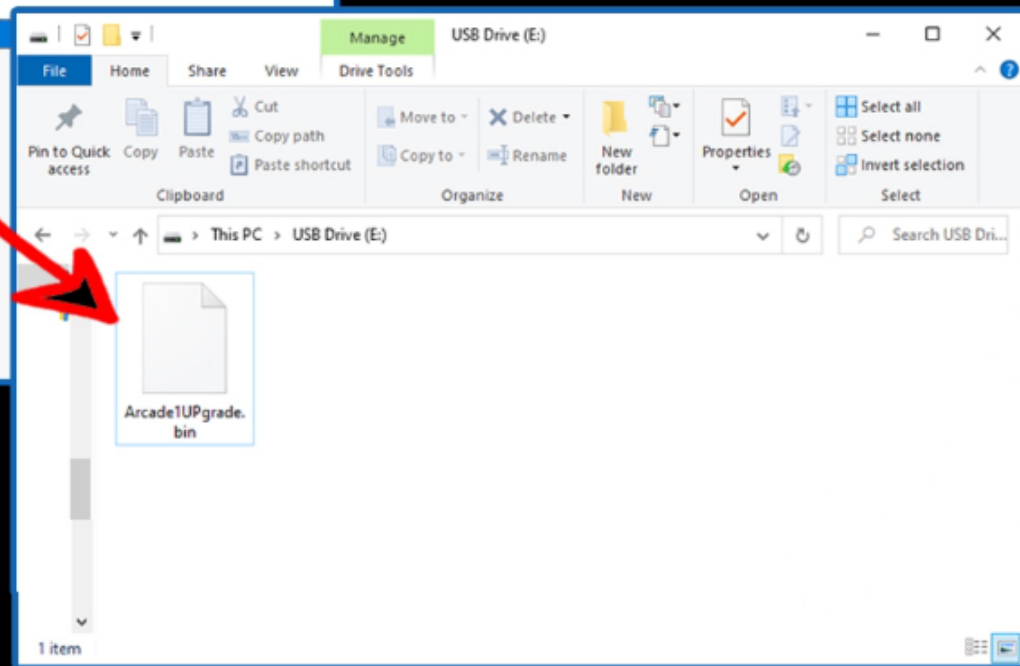 Manage
USB Drive (E:)
File
Home
Share
View
Drive Tools
?
Pin to Quick
access
Copy
Paste
Cut
Copy path
Paste shortcut
Clipboard
Move to
Copy to
Delete
Rename
Organize
New
folder
New
Properties
Open
Select all
Select none
Invert selection
Select
This PC > USB Drive (E:)
Search USB Dri...
Arcade1UPgrade.
bin
1 item